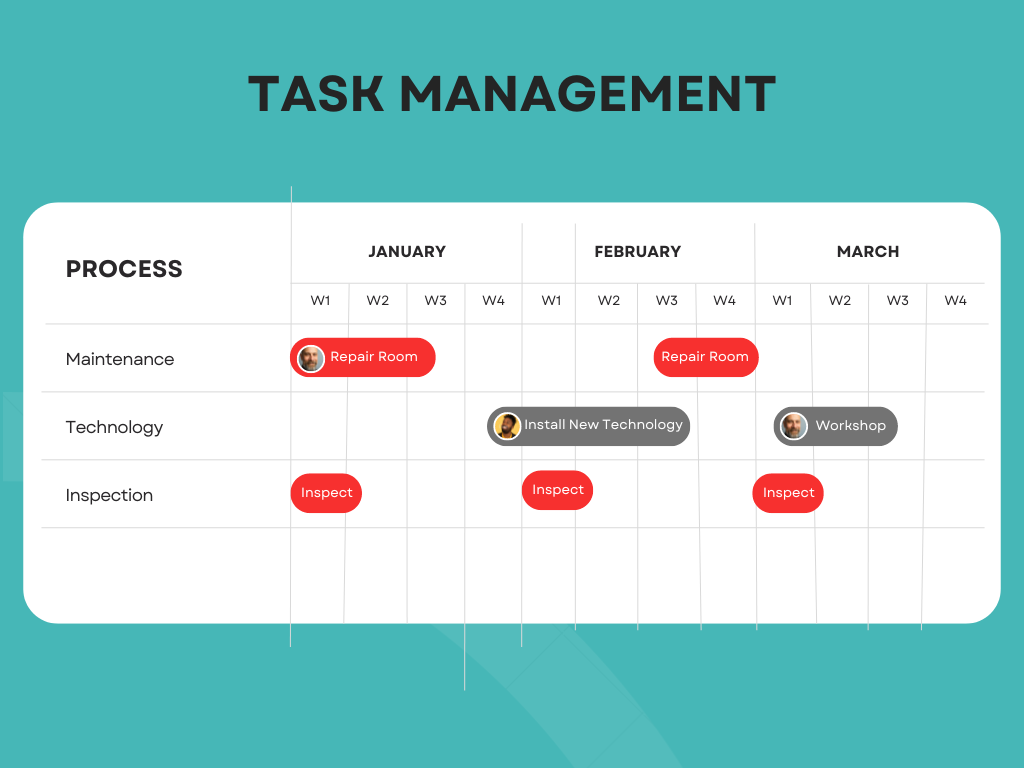 TASK MANAGEMENT
PROCESS
JANUARY FEBRUARY MARCH
W1 W2 W3 W4 W1 W2 W3 W4 W1 W2 W3 W4
Maintenance Repair Room Repair Room
Technology Install New Technology Workshop
Inspection Inspect Inspect Inspect